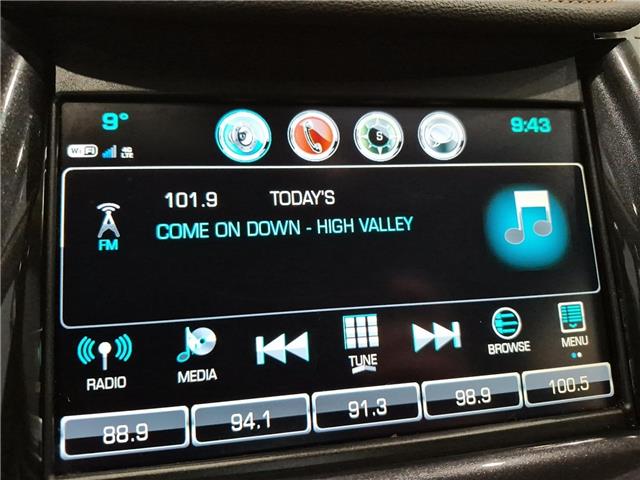 9°
S
9:43
WiFi
4G
LTE
101.9 TODAY'S
COME ON DOWN - HIGH VALLEY
FM
RADIO
MEDIA
TUNE
BROWSE
MENU
88.9
94.1
91.3
98.9
100.5